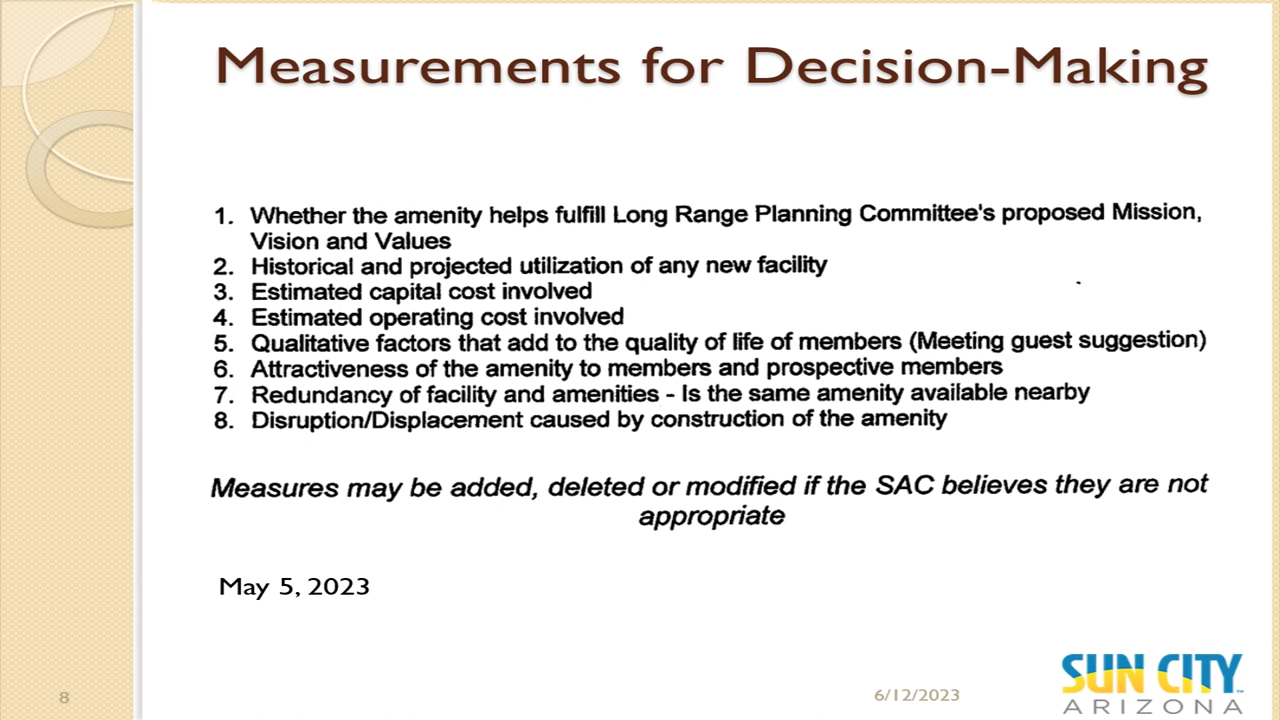 Measurements for Decision-Making
1. Whether the amenity helps fulfill Long Range Planning Committee's proposed Mission,
Vision and Values
2. Historical and projected utilization of any new facility
3. Estimated capital cost involved
4. Estimated operating cost involved
5. Qualitative factors that add to the quality of life of members (Meeting guest suggestion)
6. Attractiveness of the amenity to members and prospective members
7. Redundancy of facility and amenities - Is the same amenity available nearby
8. Disruption/Displacement caused by construction of the amenity
Measures may be added, deleted or modified if the SAC believes they are not
appropriate
May 5, 2023
8
6/12/2023
SUN CITY™
ARIZONA